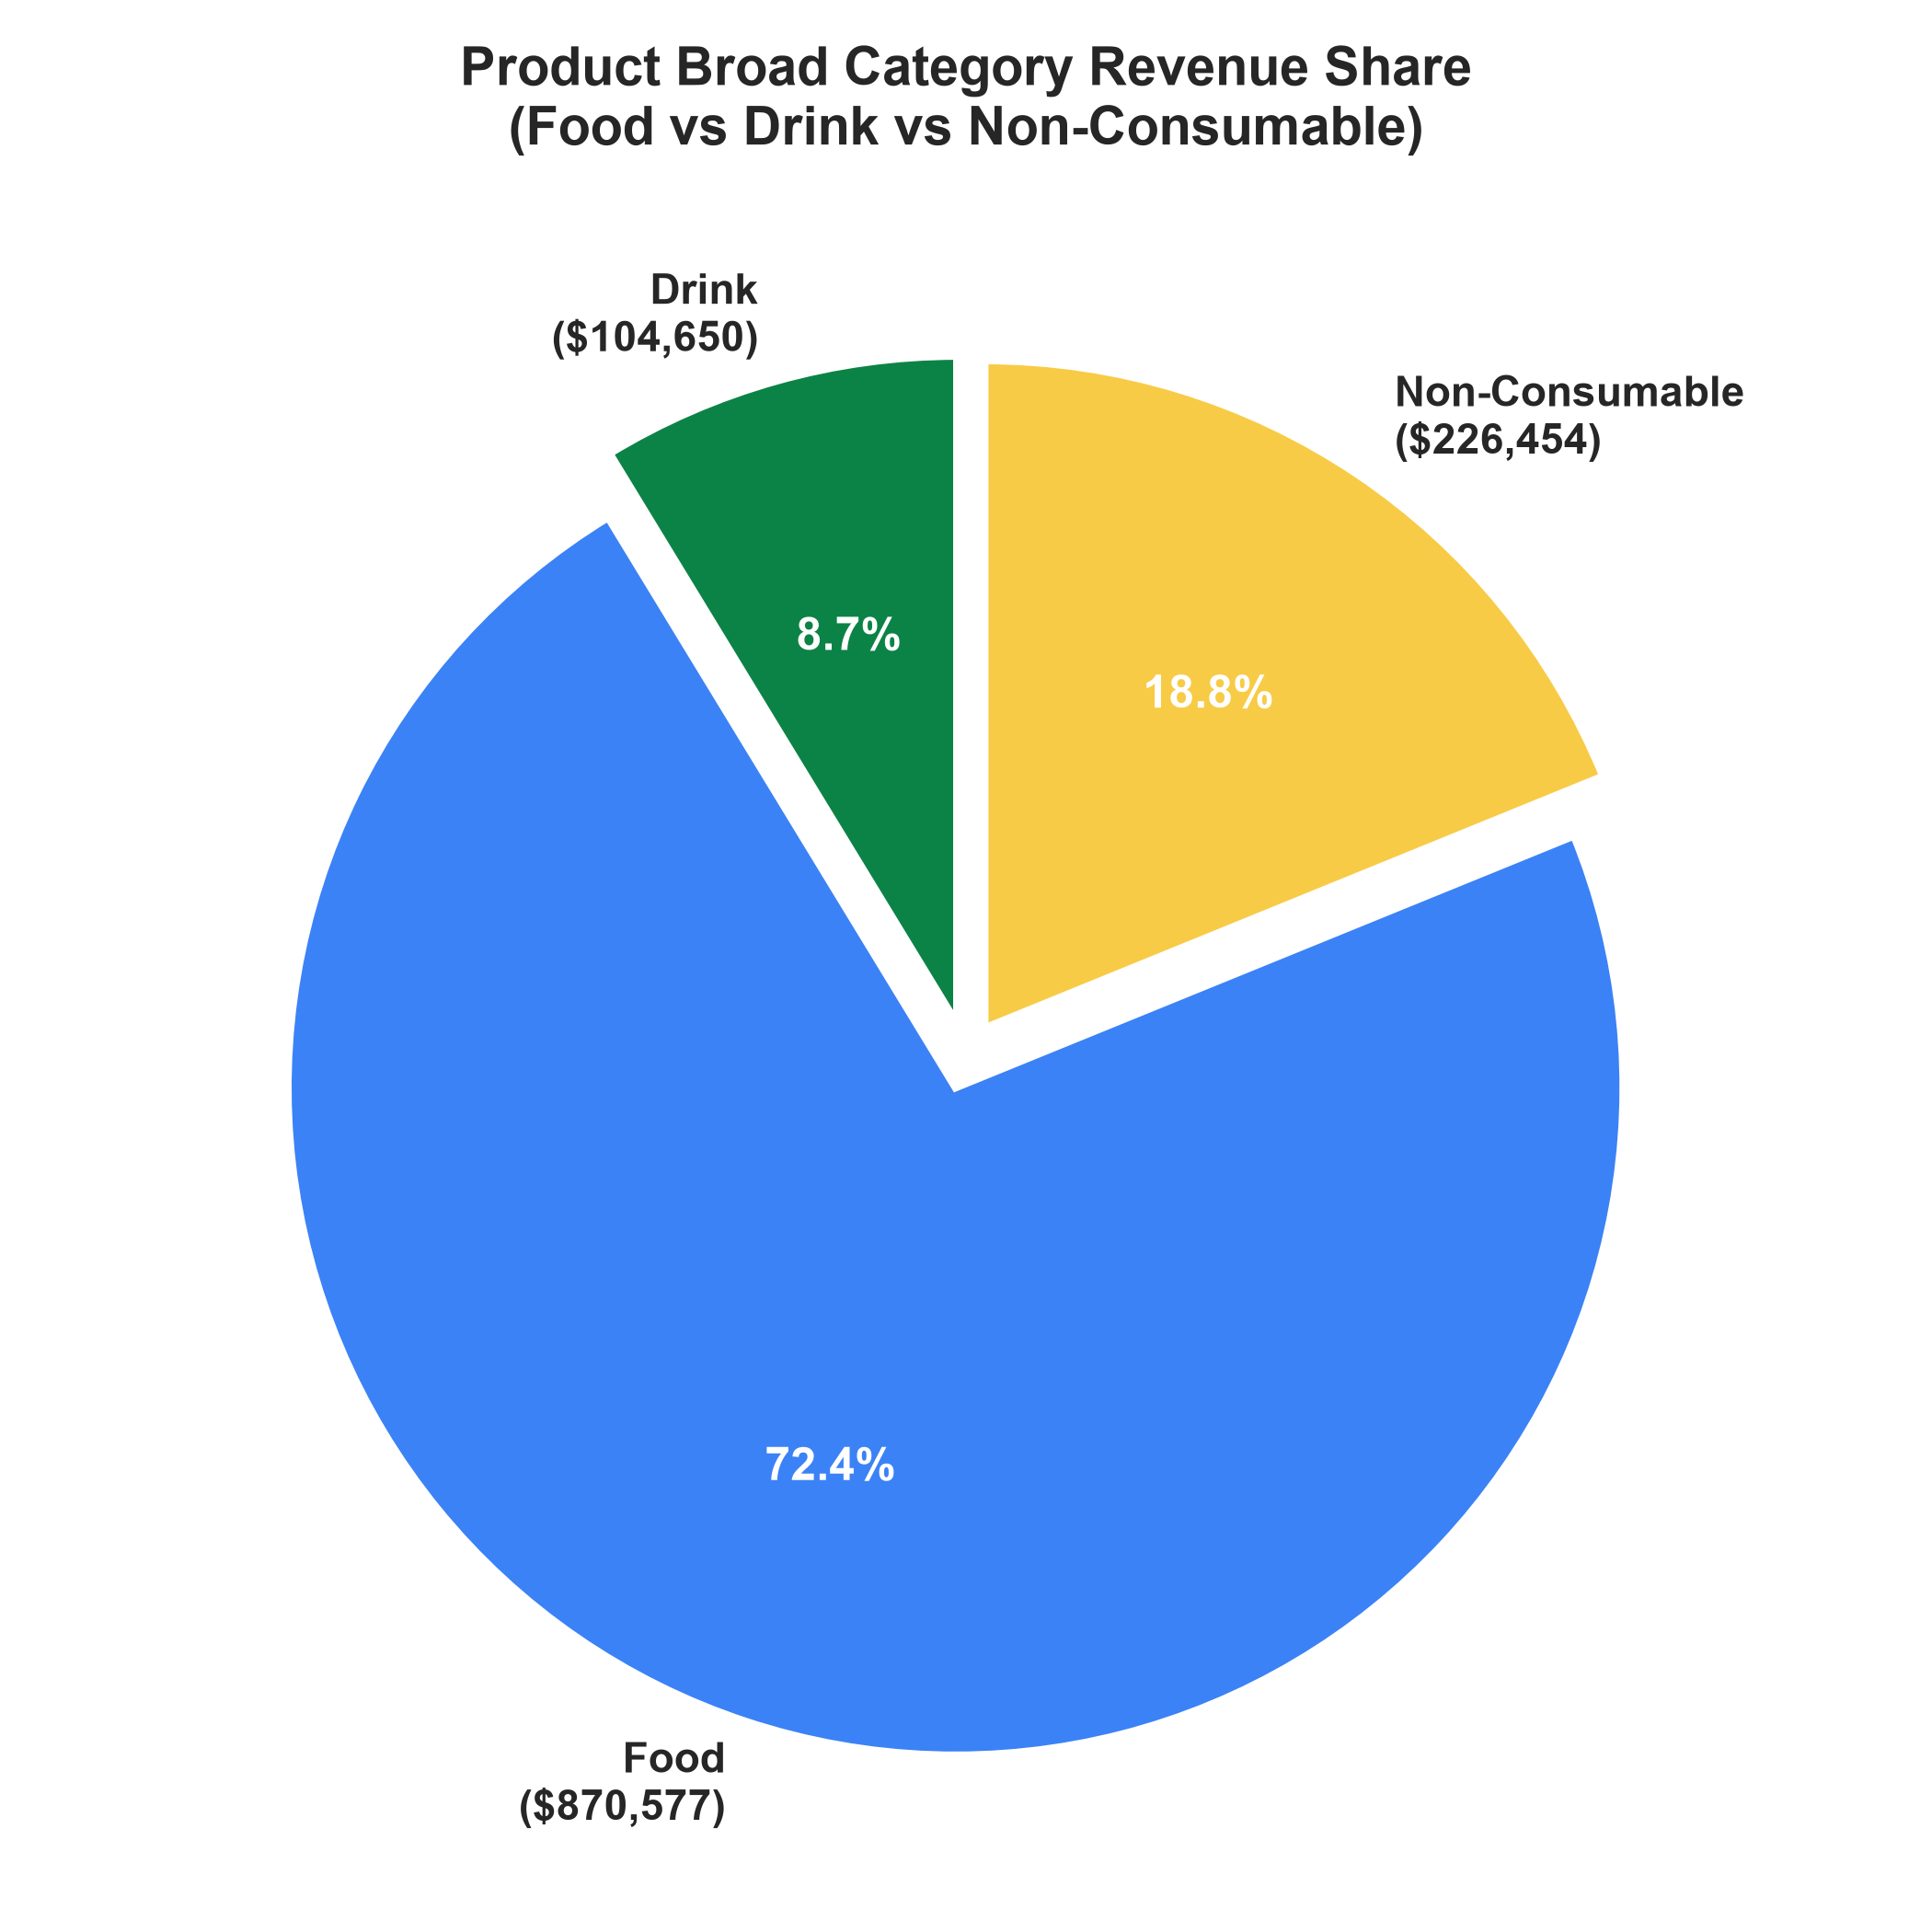 Product Broad Category Revenue Share
(Food vs Drink vs Non-Consumable)
Drink
($104,650)
Non-Consumable
($226,454)
8.7%
18.8%
72.4%
Food
($870,577)